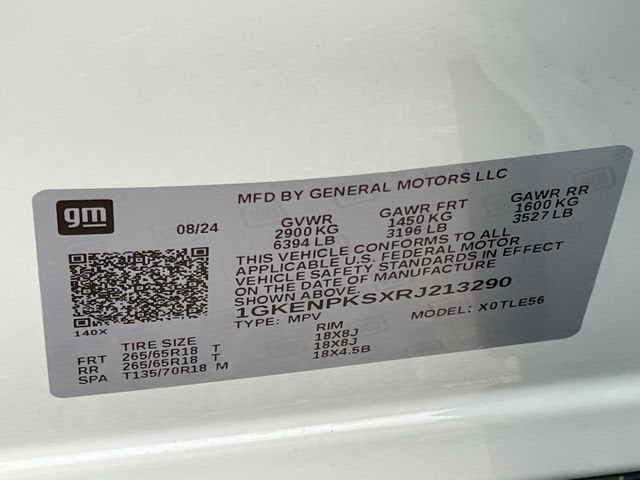 gm
MFD BY GENERAL MOTORS LLC
08/24
GVWR GAWR FRT GAWR RR
2900 KG 1450 KG 1600 KG
6394 LB 3196 LB 3527 LB
THIS VEHICLE CONFORMS TO ALL
APPLICABLE U.S. FEDERAL MOTOR
VEHICLE SAFETY STANDARDS IN EFFECT
ON THE DATE OF MANUFACTURE
SHOWN ABOVE.
1GKENPKSXRJ213290
TYPE: MPV MODEL: X0TLE56
140X
TIRE SIZE RIM
FRT 265/65R18 T 18X8J
RR 265/65R18 T 18X8J
SPA T135/70R18 M 18X4.5B